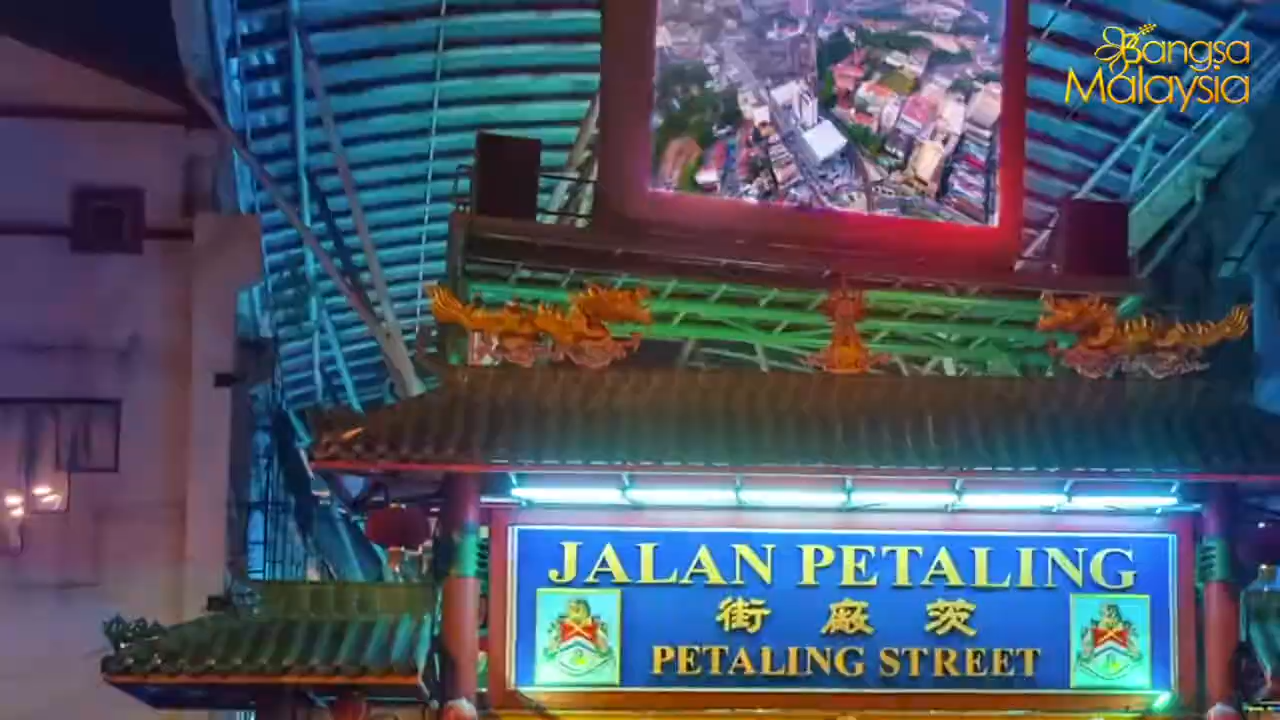 Bangsa
Malaysia
JALAN PETALING
街廠茨
PETALING STREET